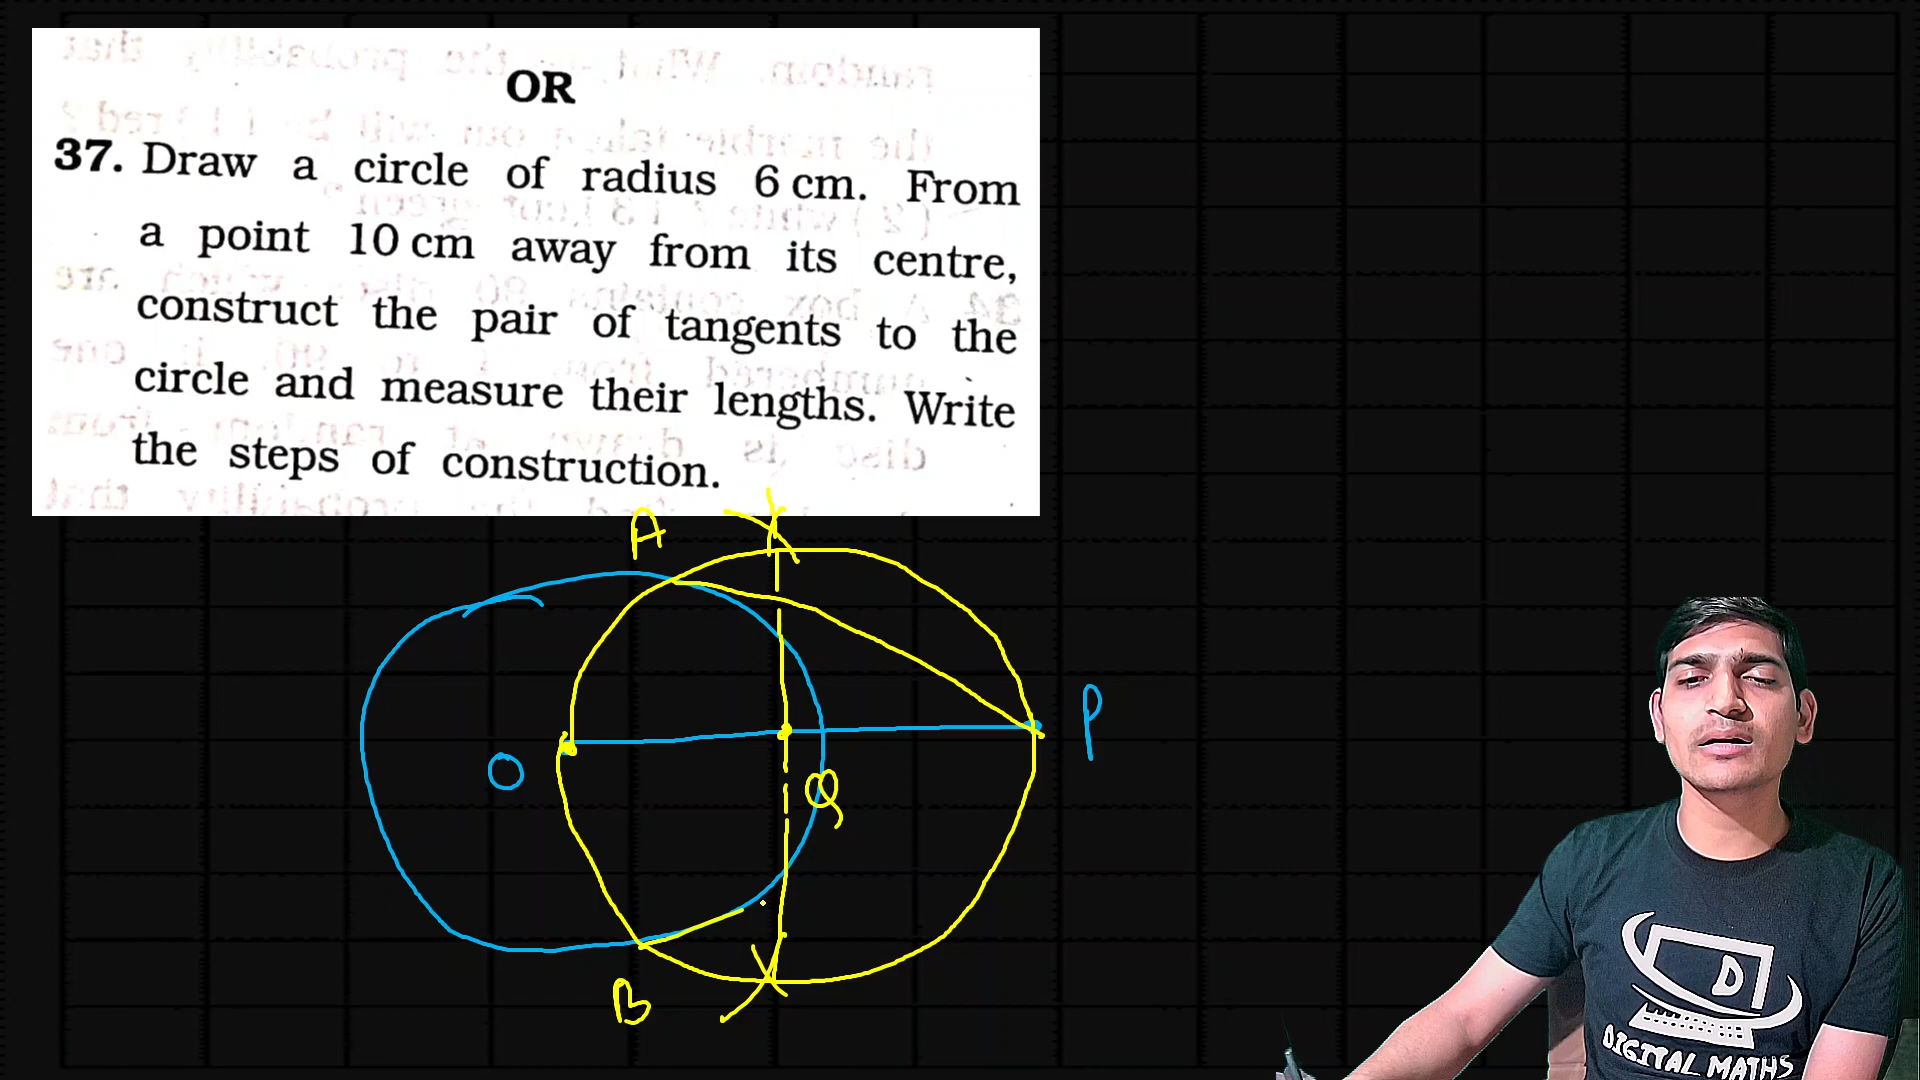 OR
37. Draw a circle of radius 6 cm. From
a point 10 cm away from its centre,
construct the pair of tangents to the
circle and measure their lengths. Write
the steps of construction.
A
P
O
Q
B
D
DIGITAL MATHS